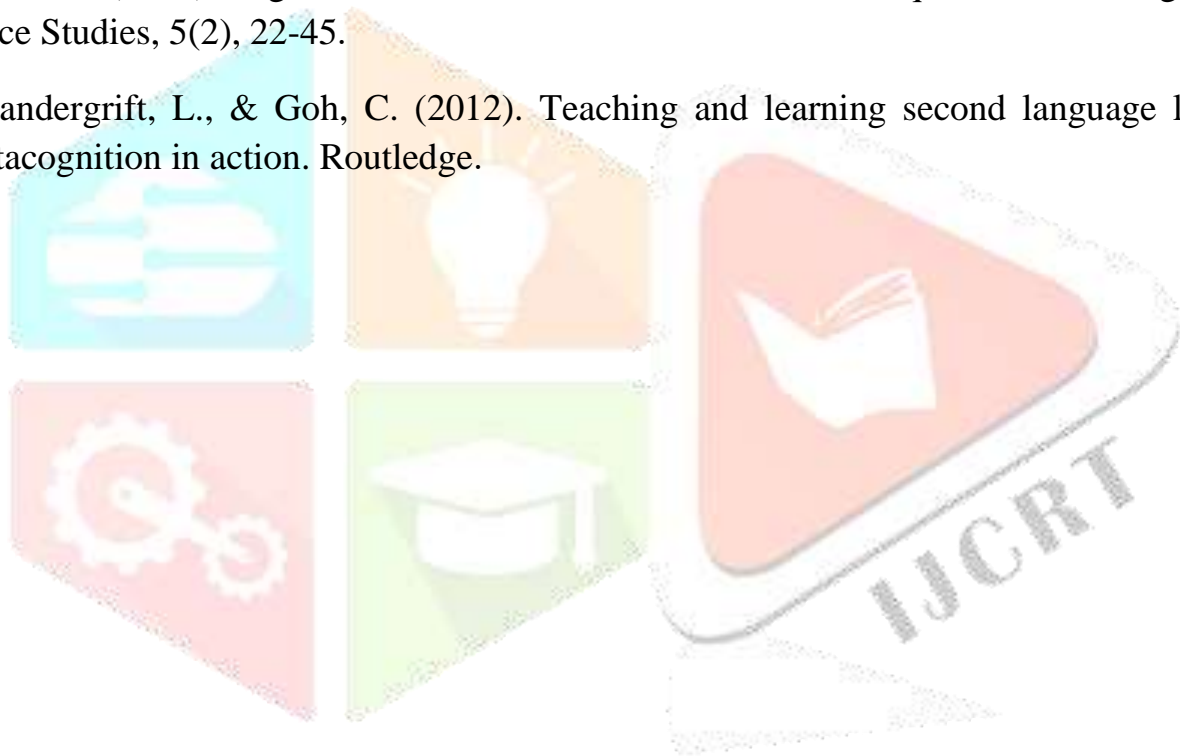 ce Studies, 5(2), 22-45.
andergrift, L., & Goh, C. (2012). Teaching and learning second language l
tacognition in action. Routledge.
IJCRT